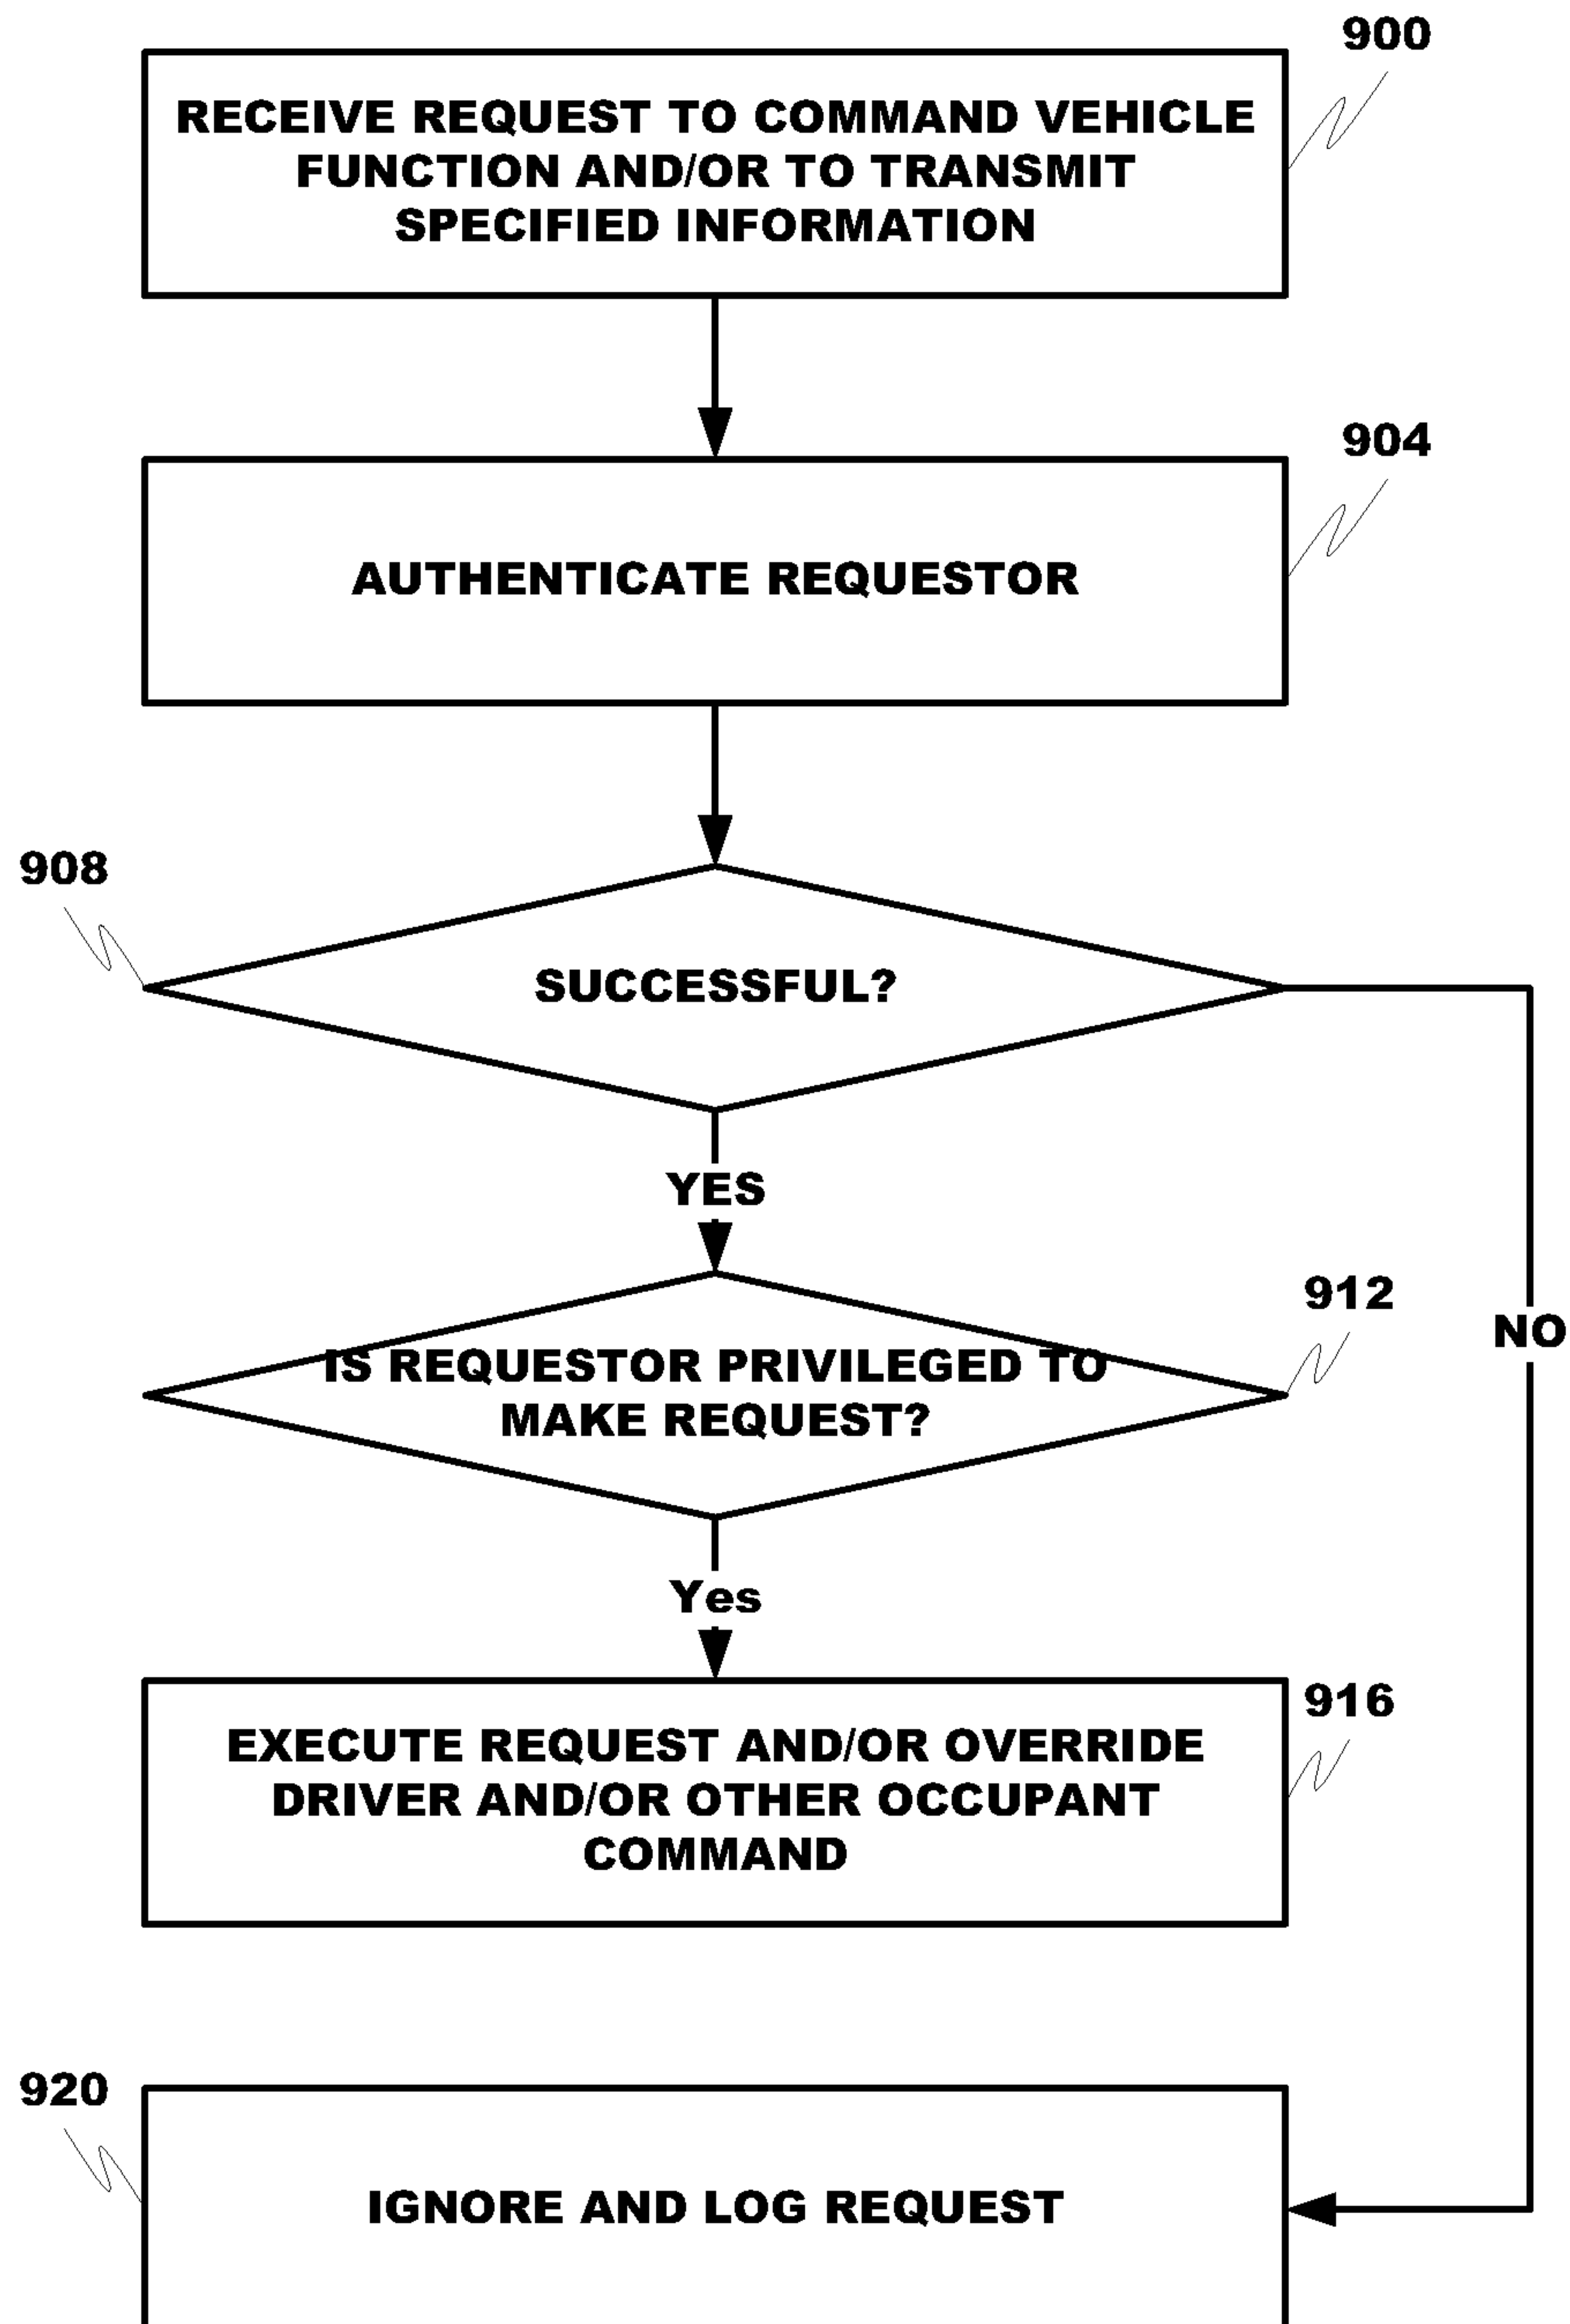 900
RECEIVE REQUEST TO COMMAND VEHICLE
FUNCTION AND/OR TO TRANSMIT
SPECIFIED INFORMATION
904
AUTHENTICATE REQUESTOR
908
SUCCESSFUL?
YES
912
NO
IS REQUESTOR PRIVILEGED TO
MAKE REQUEST?
Yes
916
EXECUTE REQUEST AND/OR OVERRIDE
DRIVER AND/OR OTHER OCCUPANT
COMMAND
920
IGNORE AND LOG REQUEST